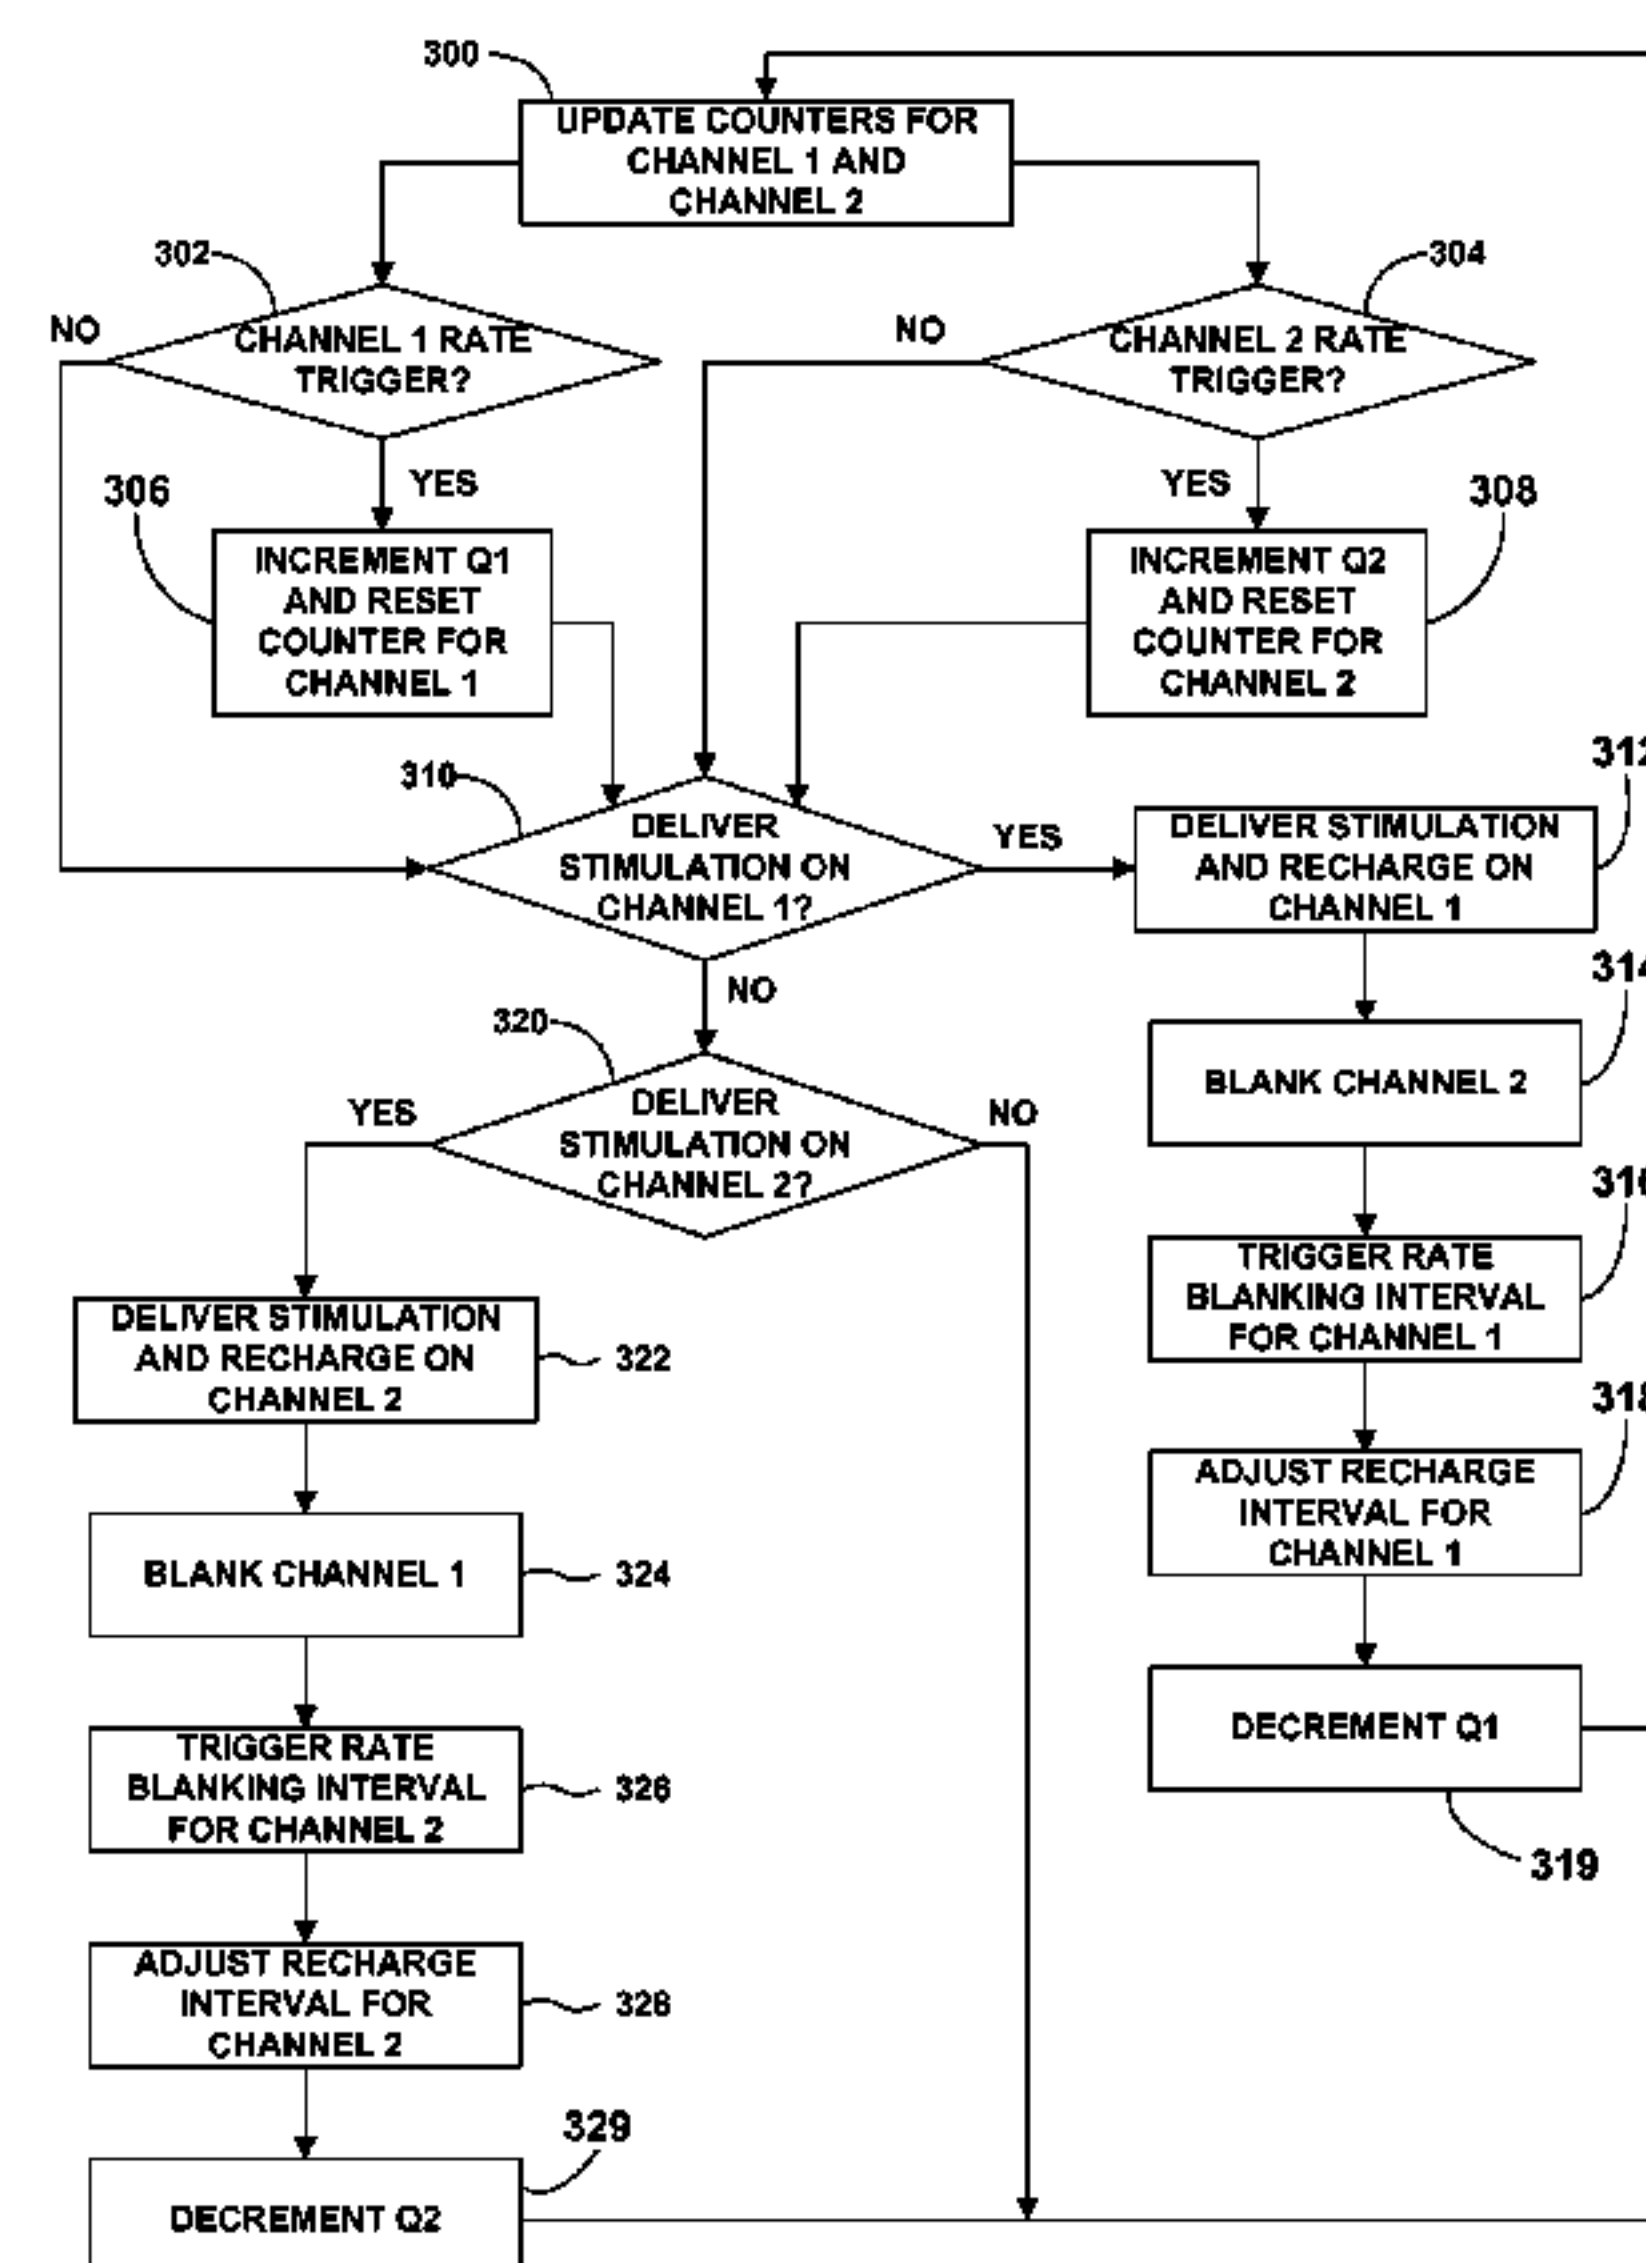 300
UPDATE COUNTERS FOR
CHANNEL 1 AND
CHANNEL 2
302
304
NO
CHANNEL 1 RATE
TRIGGER?
NO
CHANNEL 2 RATE
TRIGGER?
YES
YES
306
308
INCREMENT Q1
AND RESET
COUNTER FOR
CHANNEL 1
INCREMENT Q2
AND RESET
COUNTER FOR
CHANNEL 2
310
DELIVER
STIMULATION ON
CHANNEL 1?
YES
312
DELIVER STIMULATION
AND RECHARGE ON
CHANNEL 1
NO
314
BLANK CHANNEL 2
320
DELIVER
STIMULATION ON
CHANNEL 2?
YES
NO
316
TRIGGER RATE
BLANKING INTERVAL
FOR CHANNEL 1
DELIVER STIMULATION
AND RECHARGE ON
CHANNEL 2
322
318
ADJUST RECHARGE
INTERVAL FOR
CHANNEL 1
BLANK CHANNEL 1
324
DECREMENT Q1
319
TRIGGER RATE
BLANKING INTERVAL
FOR CHANNEL 2
326
ADJUST RECHARGE
INTERVAL FOR
CHANNEL 2
328
329
DECREMENT Q2